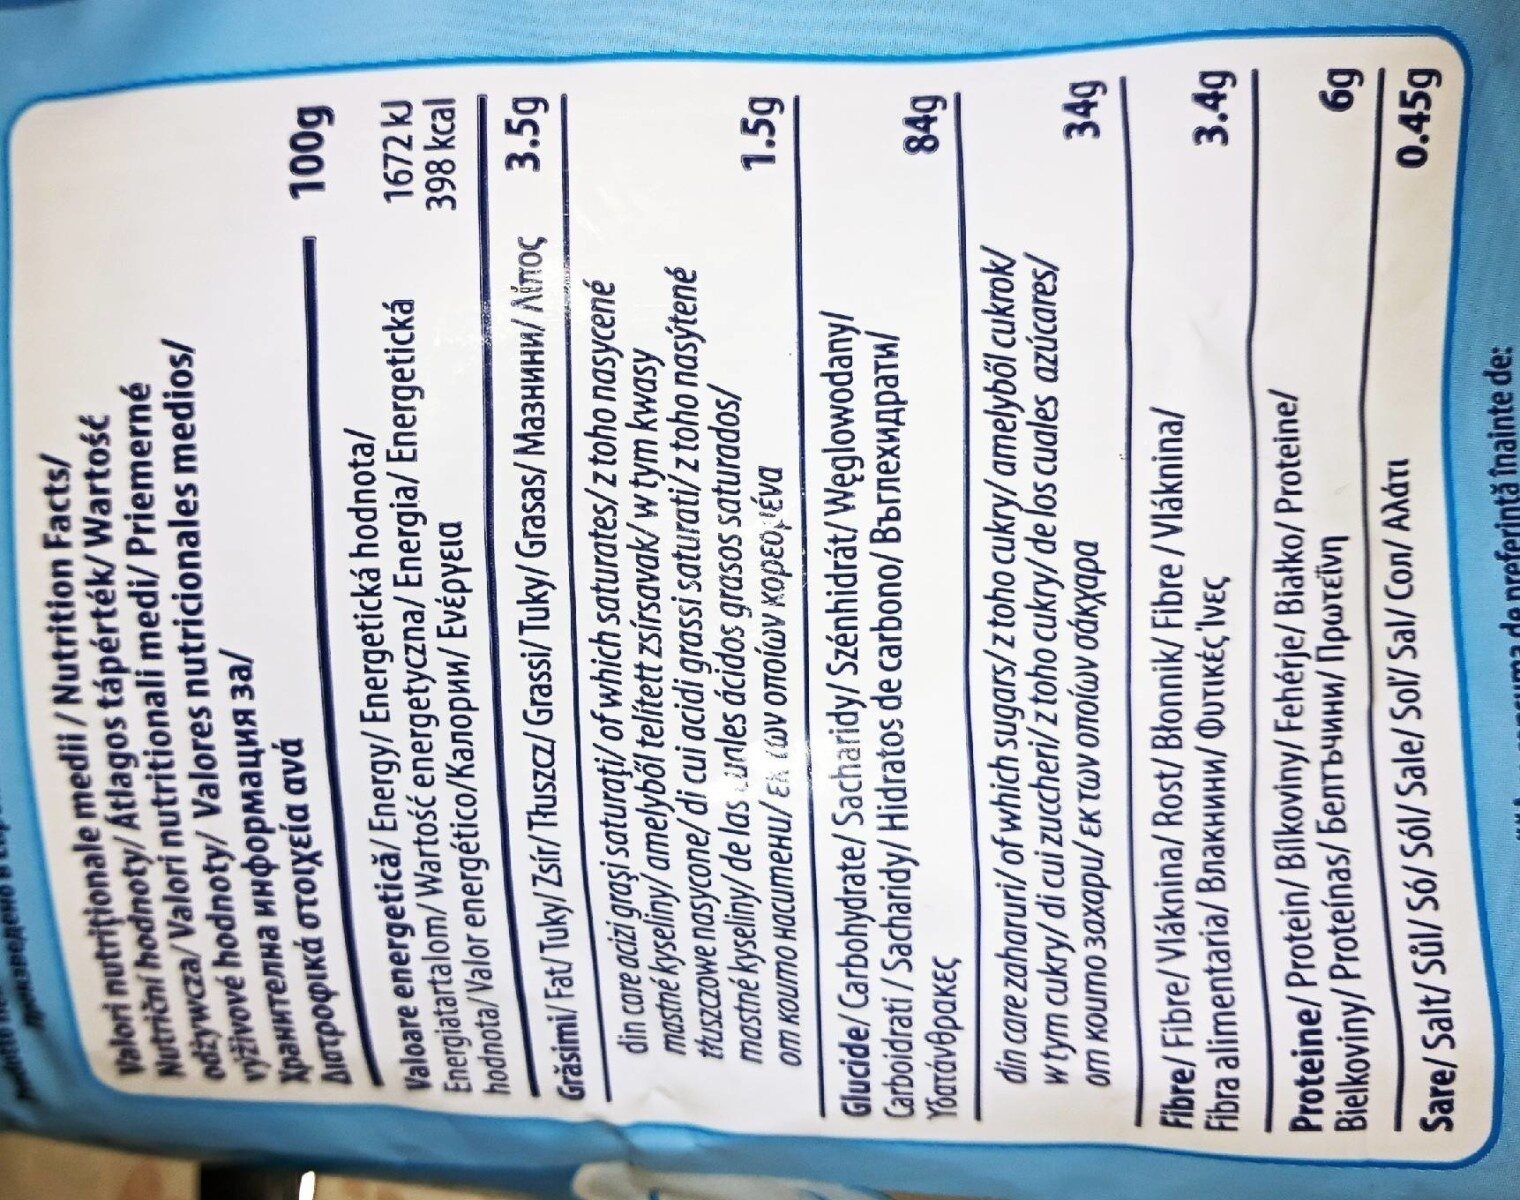 Valori nutriționale medii / Nutrition Facts/
Nutriční hodnoty/ Átlagos tápérték/ Wartość
odżywcza/ Valori nutritionali medi/ Priemerné
výživové hodnoty/ Valores nutricionales medios/
Хранителна информация за/
Διατροφικά στοιχεία ανά 100g
Valoare energetică/ Energy/ Energetická hodnota/
Energiatartalom/ Wartość energetyczna/ Energia/ Energetická 1672 kJ
hodnota/ Valor energético/Калории/ Ενέργεια 398 kcal
Grăsimi/ Fat/ Tuky/ Zsír/ Tłuszcz/ Grassi/ Tuky/ Grasas/ Мазнини/ Λίπος 3.5g
din care acizi grași saturați/ of which saturates/ z toho nasycené
mastné kyseliny/ amelyből telített zsírsavak/ w tym kwasy
tłuszczowe nasycone/ di cui acidi grassi saturati/ z toho nasýtené
mastné kyseliny/ de las ácidos grasos saturados/
от които наситени/ εκ των οποίων κορεσμένα 1.5g
Glucide/ Carbohydrate/ Sacharidy/ Szénhidrát/ Węglowodany/
Carboidrati / Sacharidy/ Hidratos de carbono/ Въглехидрати/
Υδατάνθρακες 84g
din care zaharuri/ of which sugars/ z toho cukry/ amelyből cukrok/
w tym cukry/ di cui zuccheri/ z toho cukry/ de los cuales azúcares/
от които захари/ εκ των οποίων σάκχαρα 34g
Fibre/ Fibre/ Vláknina/ Rost/ Błonnik/ Fibre / Vláknina/
Fibra alimentaria/ Влакнини/ Φυτικές Ίνες 3.4g
Proteine/ Protein/ Bílkoviny/ Fehérje/ Białko/ Proteine/
Bielkoviny/ Proteínas/ Белтъчини/ Πρωτεΐνη 6g
Sare/ Salt/ Sůl/ Só/ Sól/ Sale/ Soľ/ Sal/ Сол/ Αλάτι 0.45g
de preferință înainte de: